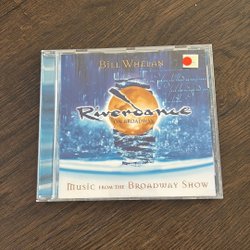 BILL WHELAN
Riverdance
ON BROADWAY
MUSIC FROM THE BROADWAY SHOW